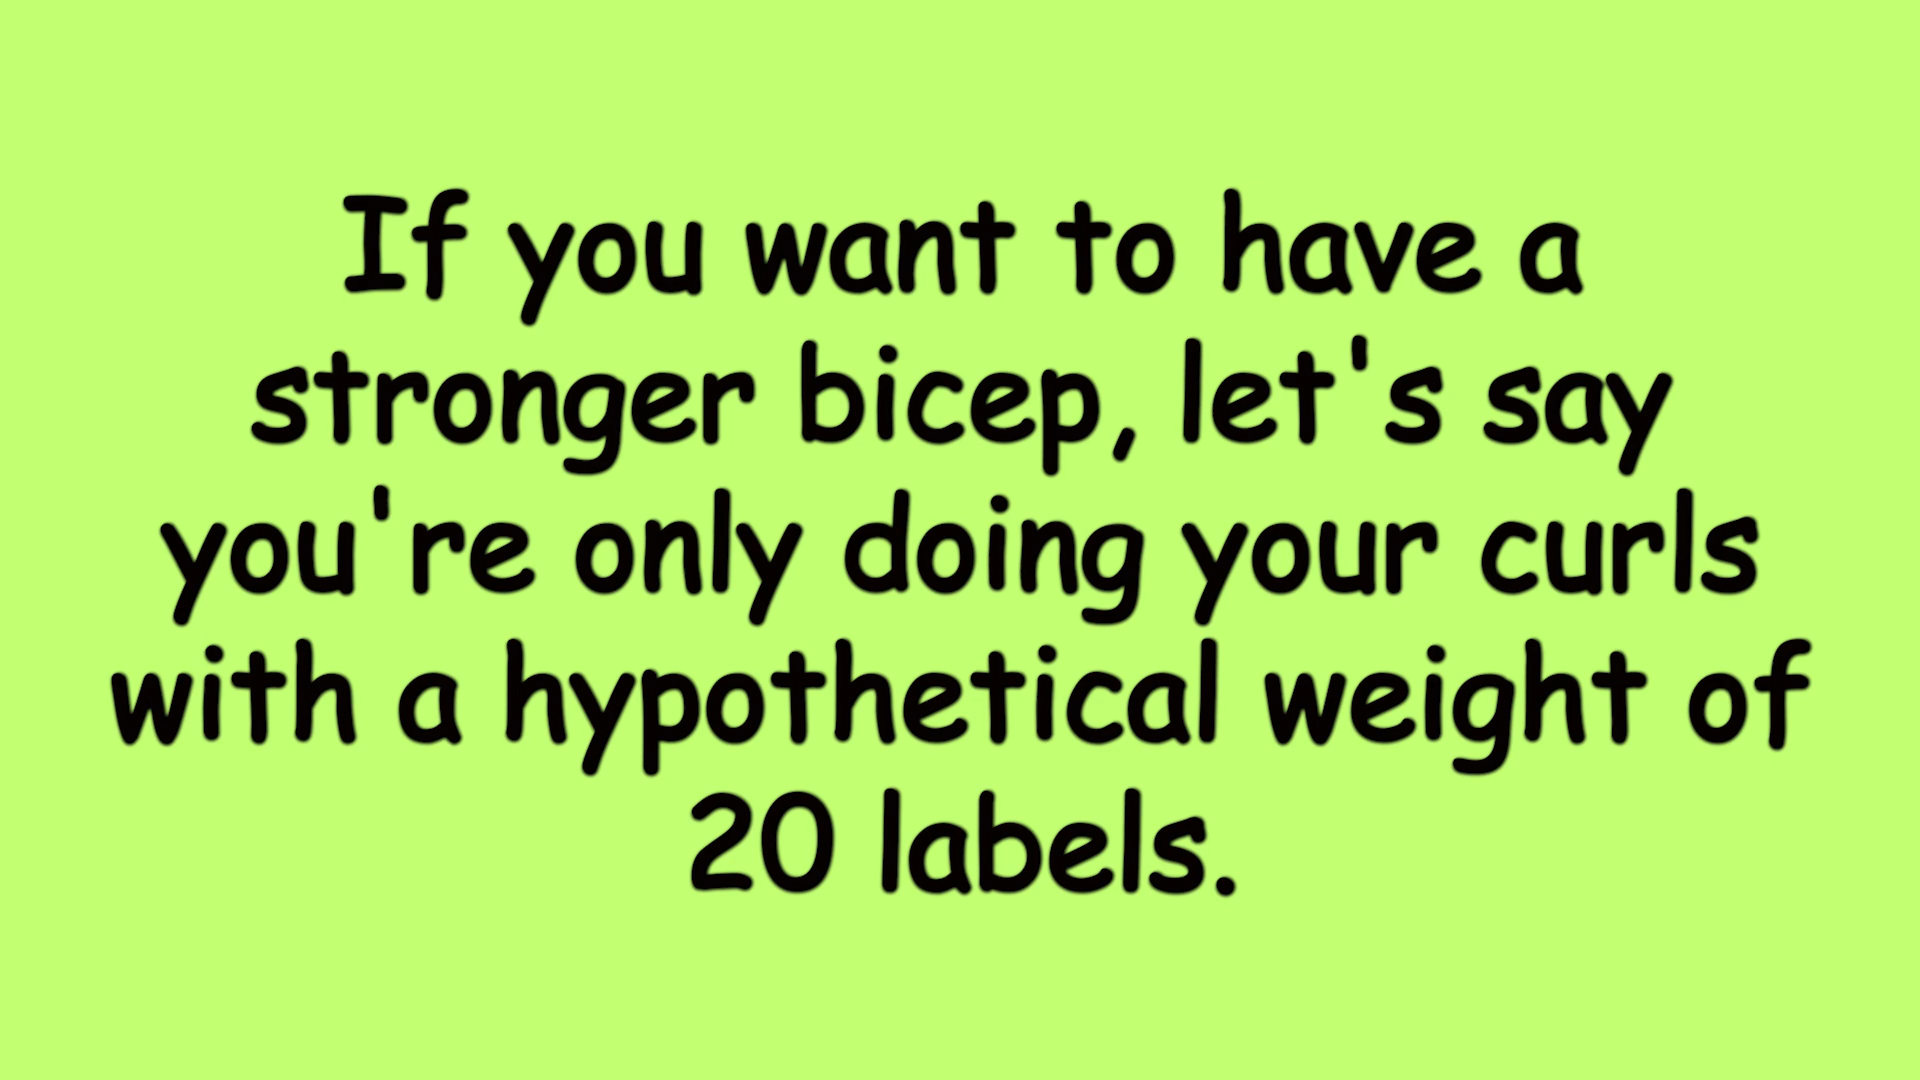 If you want to have a
stronger bicep, let's say
you're only doing your curls
with a hypothetical weight of
20 labels.